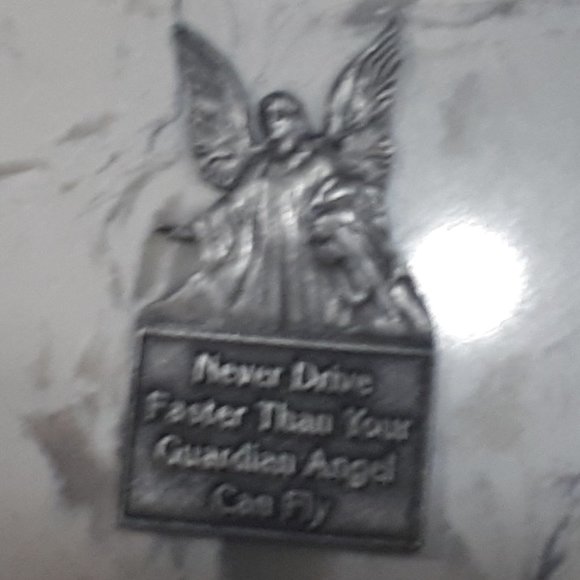 Never Drive
Faster Than Your
Guardian Angel
Can Fly